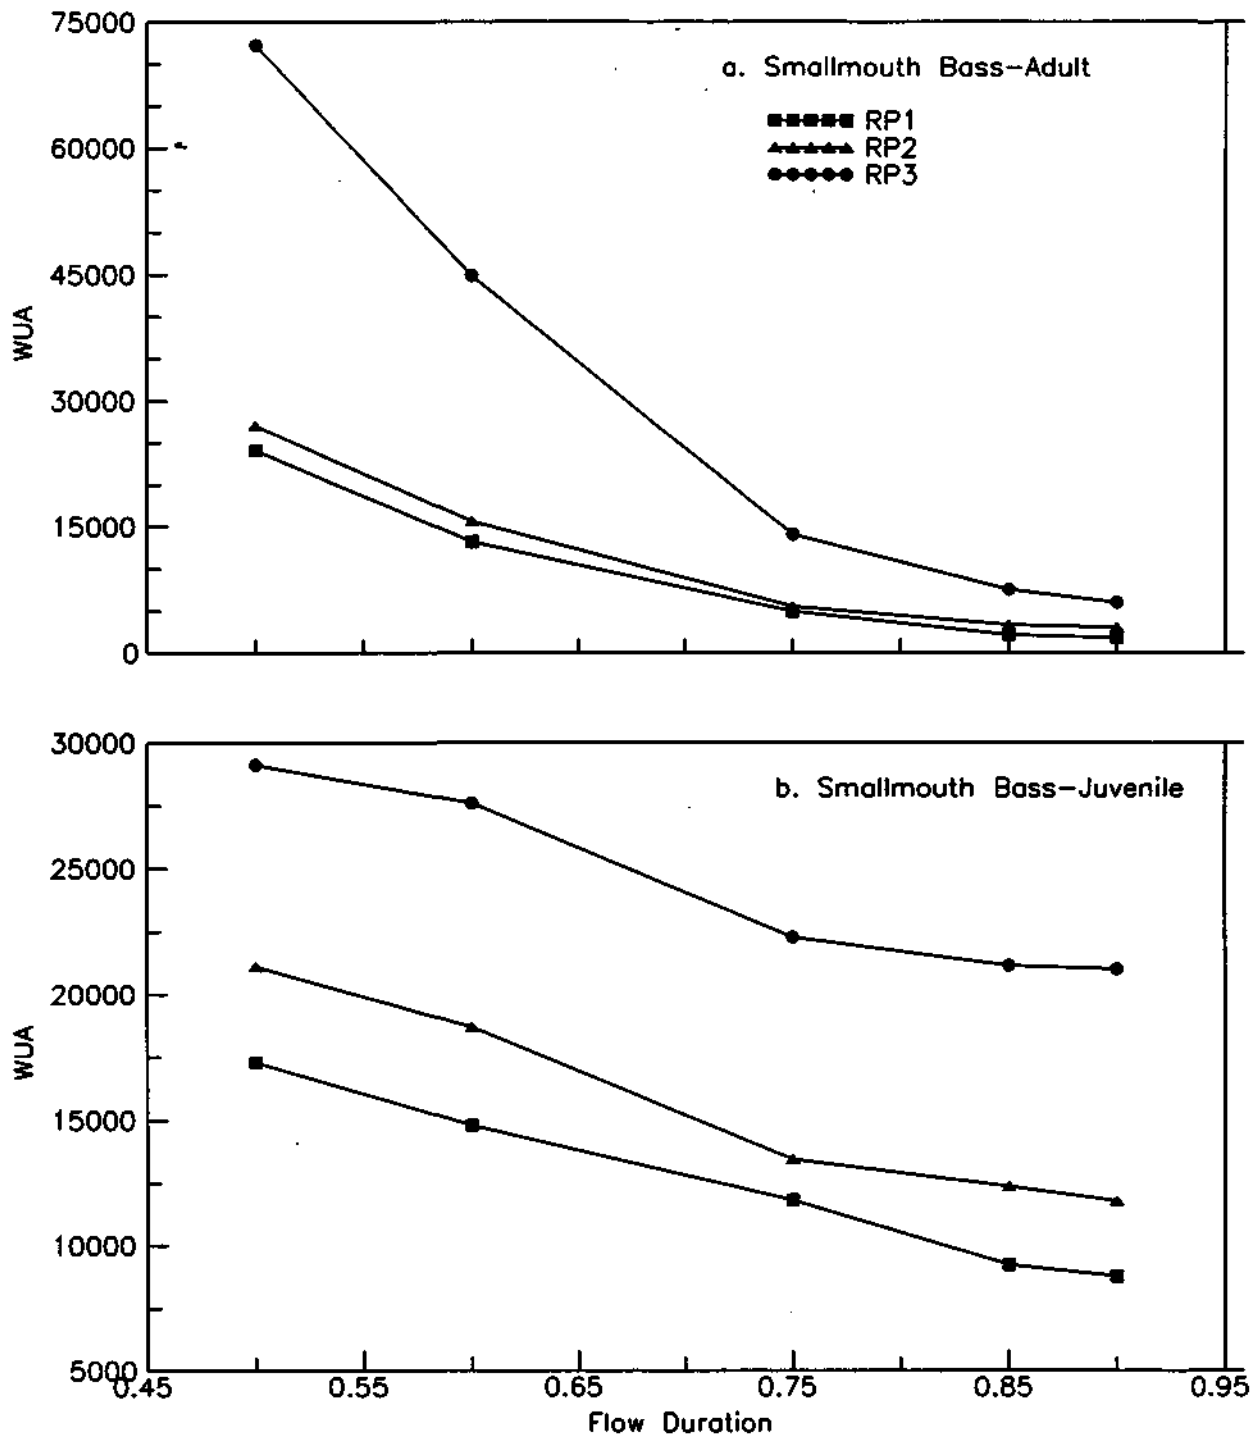 75000
a. Smallmouth Bass-Adult
RP1
RP2
RP3
60000
45000
WUA
30000
15000
0
30000
b. Smallmouth Bass-Juvenile
25000
20000
WUA
15000
10000
5000
0.45 0.55 0.65 0.75 0.85 0.95
Flow Duration